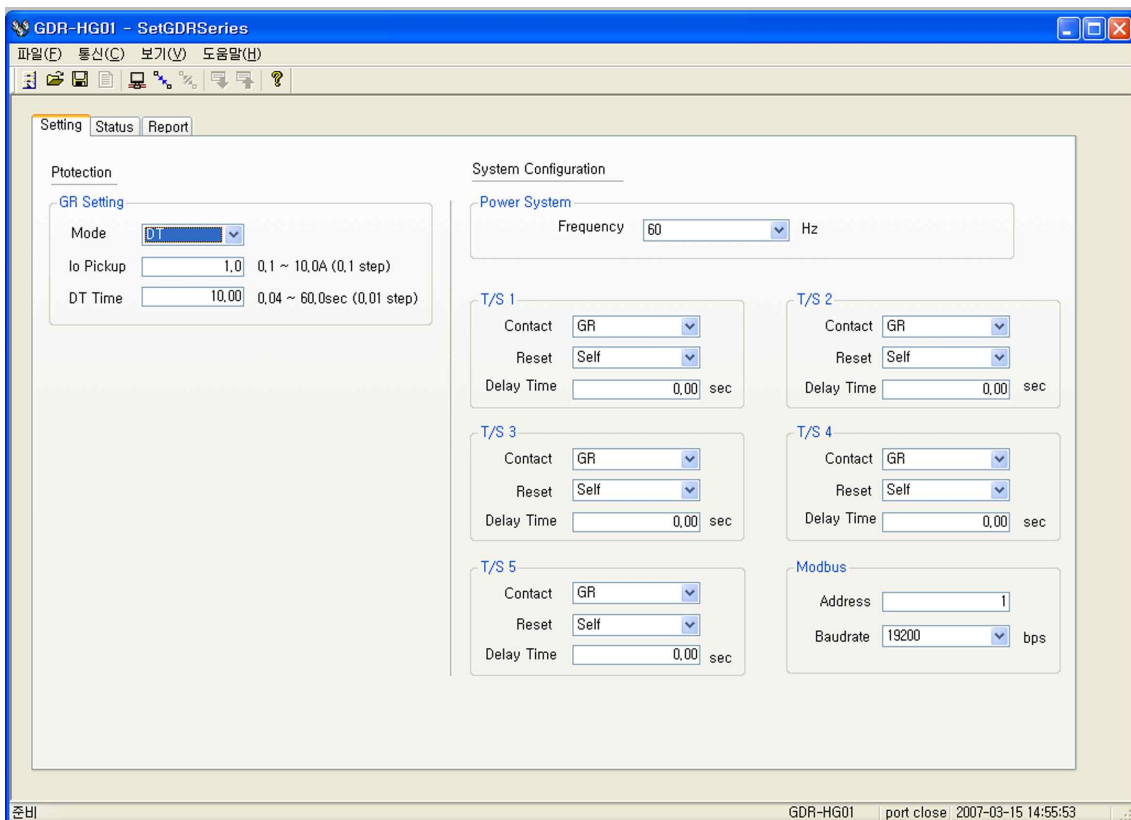 GDR-HG01 - SetGDRSeries
파일(F) 통신(C) 보기(V) 도움말(H)
Setting Status Report
Ptotection
GR Setting
Mode DT
Io Pickup 1.0 0.1 ~ 10.0A (0.1 step)
DT Time 10.00 0.04 ~ 60.0sec (0.01 step)
System Configuration
Power System
Frequency 60 Hz
T/S 1
Contact GR
Reset Self
Delay Time 0.00 sec
T/S 2
Contact GR
Reset Self
Delay Time 0.00 sec
T/S 3
Contact GR
Reset Self
Delay Time 0.00 sec
T/S 4
Contact GR
Reset Self
Delay Time 0.00 sec
T/S 5
Contact GR
Reset Self
Delay Time 0.00 sec
Modbus
Address 1
Baudrate 19200 bps
준비 GDR-HG01 port close 2007-03-15 14:55:53